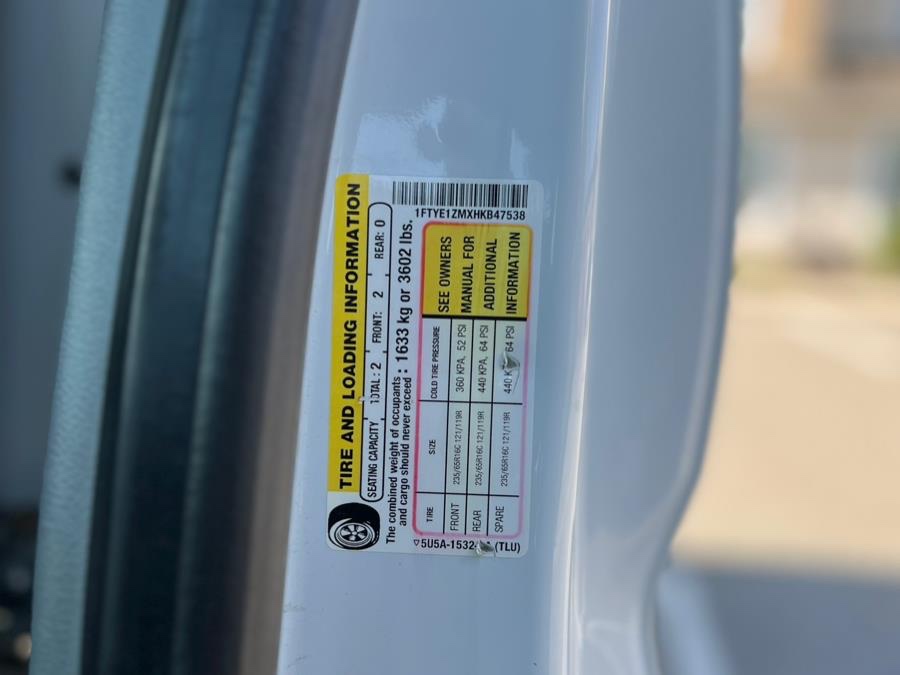 TIRE AND LOADING INFORMATION
SEATING CAPACITY TOTAL: 2 FRONT: 2 REAR: 0
The combined weight of occupants
and cargo should never exceed : 1633 kg or 3602 lbs.
1FTYE1ZMXHKB47538
TIRE SIZE COLD TIRE PRESSURE
FRONT 235/65R16C 121/119R 360 KPA, 52 PSI
REAR 235/65R16C 121/119R 440 KPA, 64 PSI
SPARE 235/65R16C 121/119R 440 64 PSI
SEE OWNERS
MANUAL FOR
ADDITIONAL
INFORMATION
5U5A-1532 (TLU)